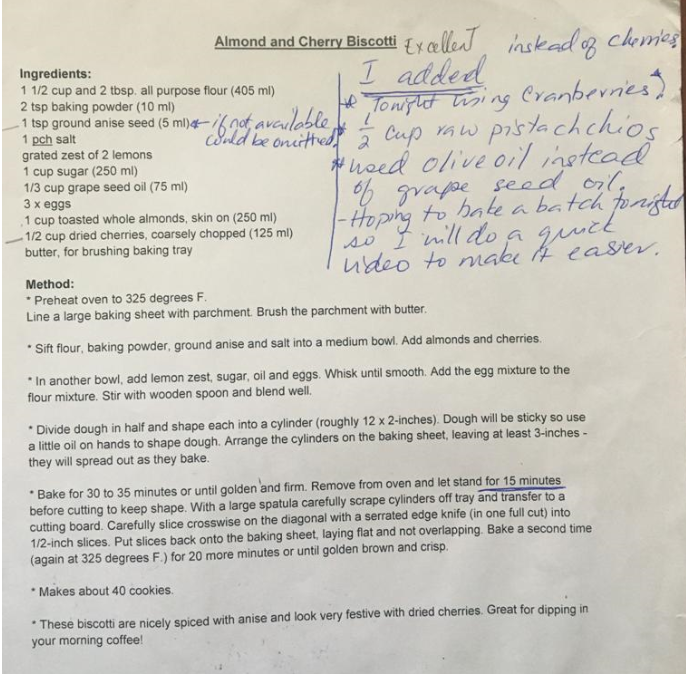 Almond and Cherry Biscotti Excellent instead of Cherries
I added
Ingredients:
1 1/2 cup and 2 tbsp. all purpose flour (405 ml)
2 tsp baking powder (10 ml)
1 tsp ground anise seed (5 ml) * if not available
could be omitted.
1 pch salt
grated zest of 2 lemons
1 cup sugar (250 ml)
1/3 cup grape seed oil (75 ml)
3 x eggs
1 cup toasted whole almonds, skin on (250 ml)
1/2 cup dried cherries, coarsely chopped (125 ml)
butter, for brushing baking tray
* Tonight using Cranberries
* 1/2 cup raw pistachchios
* used olive oil instead
of grape seed oil.
- Hoping to bake a batch tonight
so I will do a quick
video to make it easier.
Method:
* Preheat oven to 325 degrees F.
Line a large baking sheet with parchment. Brush the parchment with butter.
* Sift flour, baking powder, ground anise and salt into a medium bowl. Add almonds and cherries.
* In another bowl, add lemon zest, sugar, oil and eggs. Whisk until smooth. Add the egg mixture to the
flour mixture. Stir with wooden spoon and blend well.
* Divide dough in half and shape each into a cylinder (roughly 12 x 2-inches). Dough will be sticky so use
a little oil on hands to shape dough. Arrange the cylinders on the baking sheet, leaving at least 3-inches -
they will spread out as they bake.
* Bake for 30 to 35 minutes or until golden and firm. Remove from oven and let stand for 15 minutes
before cutting to keep shape. With a large spatula carefully scrape cylinders off tray and transfer to a
cutting board. Carefully slice crosswise on the diagonal with a serrated edge knife (in one full cut) into
1/2-inch slices. Put slices back onto the baking sheet, laying flat and not overlapping. Bake a second time
(again at 325 degrees F.) for 20 more minutes or until golden brown and crisp.
* Makes about 40 cookies.
* These biscotti are nicely spiced with anise and look very festive with dried cherries. Great for dipping in
your morning coffee!